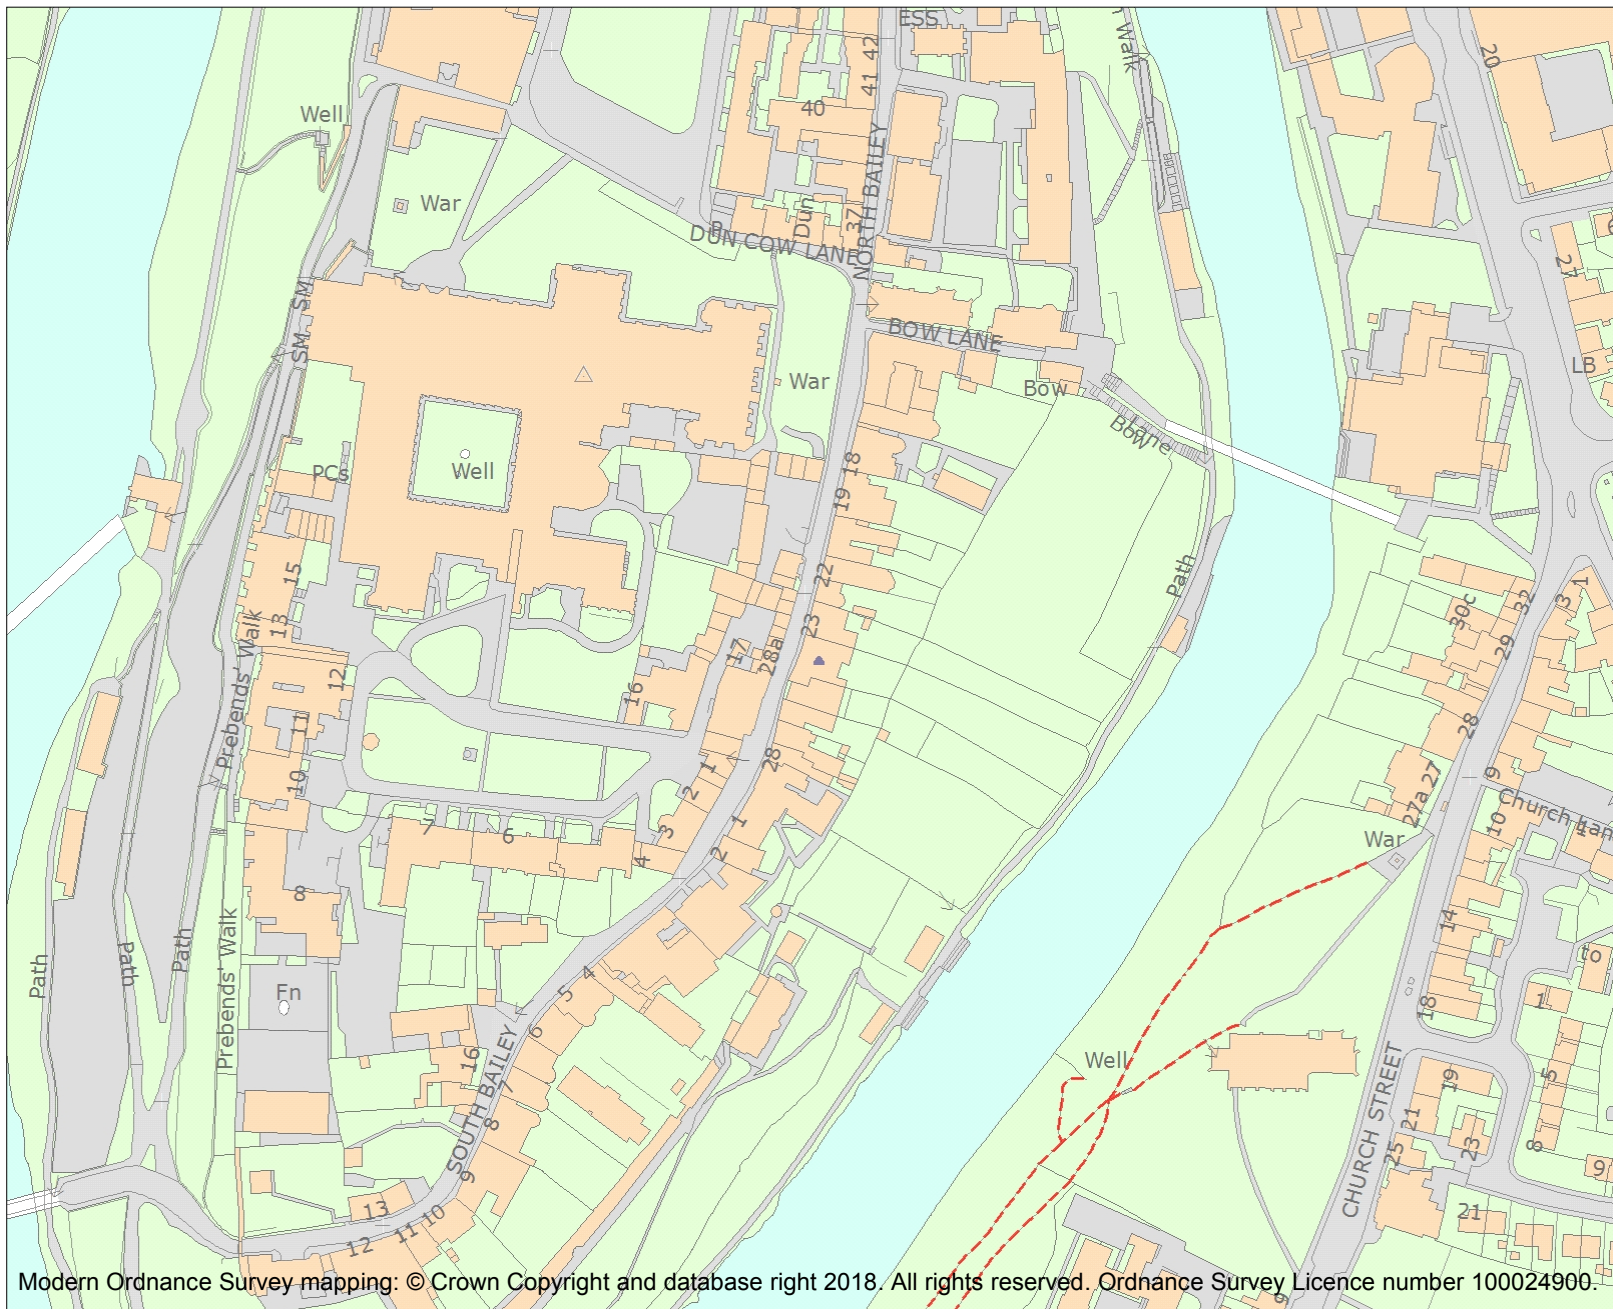 ESS
n Walk
42
41
20
Well
40
NORTH BAILEY
War
Dun
37
P
DUN COW LANE
27
SM
SM
BOW LANE
LB
War
Bow
Bow
Lane
PCs
Well
18
19
Path
15
22
13
23
17
28a
12
16
Prebends' Walk
11
10
1
28
2
30c
32
3
1
29
28
9
27
27a
Church Lan
10
War
7
6
3
1
4
2
8
14
Path
Path
Path
Prebends' Walk
Fn
4
5
6
to
1
18
Well
16
7
8
SOUTH BAILEY
9
19
5
21
23
8
25
9
CHURCH STREET
13
10
11
12
21
Modern Ordnance Survey mapping: © Crown Copyright and database right 2018. All rights reserved. Ordnance Survey Licence number 100024900.